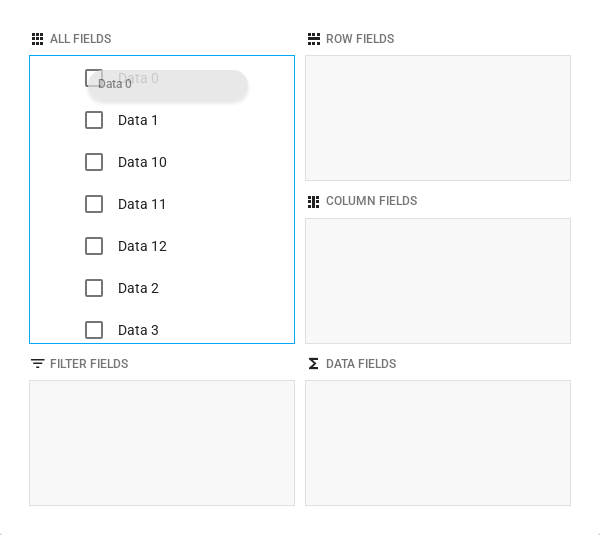 ALL FIELDS
Data 0
Data 0
Data 1
Data 10
Data 11
Data 12
Data 2
Data 3
ROW FIELDS
COLUMN FIELDS
FILTER FIELDS
DATA FIELDS